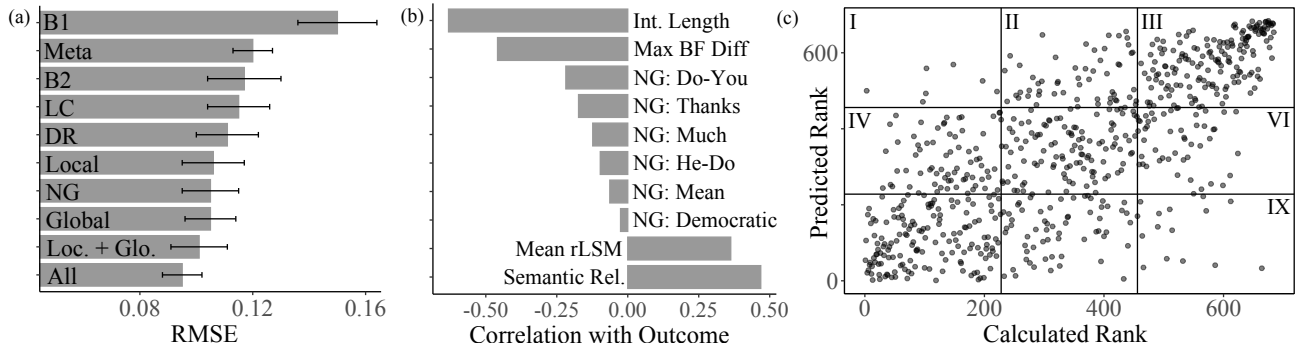 (a)
B1
Meta
B2
LC
DR
Local
NG
Global
Loc. + Glo.
All
0.08
0.12
0.16
RMSE
(b)
Int. Length
Max BF Diff
NG: Do-You
NG: Thanks
NG: Much
NG: He-Do
NG: Mean
NG: Democratic
Mean rLSM
Semantic Rel.
-0.50
-0.25
0.00
0.25
0.50
Correlation with Outcome
(c)
I
II
III
IV
VI
IX
600
300
0
Predicted Rank
0
200
400
600
Calculated Rank